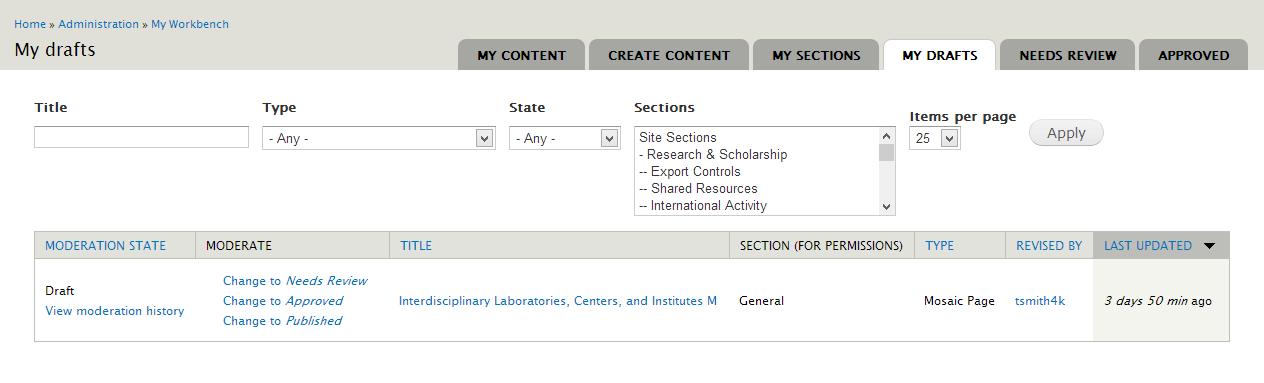 Home » Administration » My Workbench
My drafts
MY CONTENT CREATE CONTENT MY SECTIONS MY DRAFTS NEEDS REVIEW APPROVED
Title Type State Sections Items per page
- Any - - Any - 25 Apply
Site Sections
- Research & Scholarship
-- Export Controls
-- Shared Resources
-- International Activity
MODERATION STATE MODERATE TITLE SECTION (FOR PERMISSIONS) TYPE REVISED BY LAST UPDATED
Draft
View moderation history
Change to Needs Review
Change to Approved
Change to Published
Interdisciplinary Laboratories, Centers, and Institutes M
General
Mosaic Page
tsmith4k
3 days 50 min ago